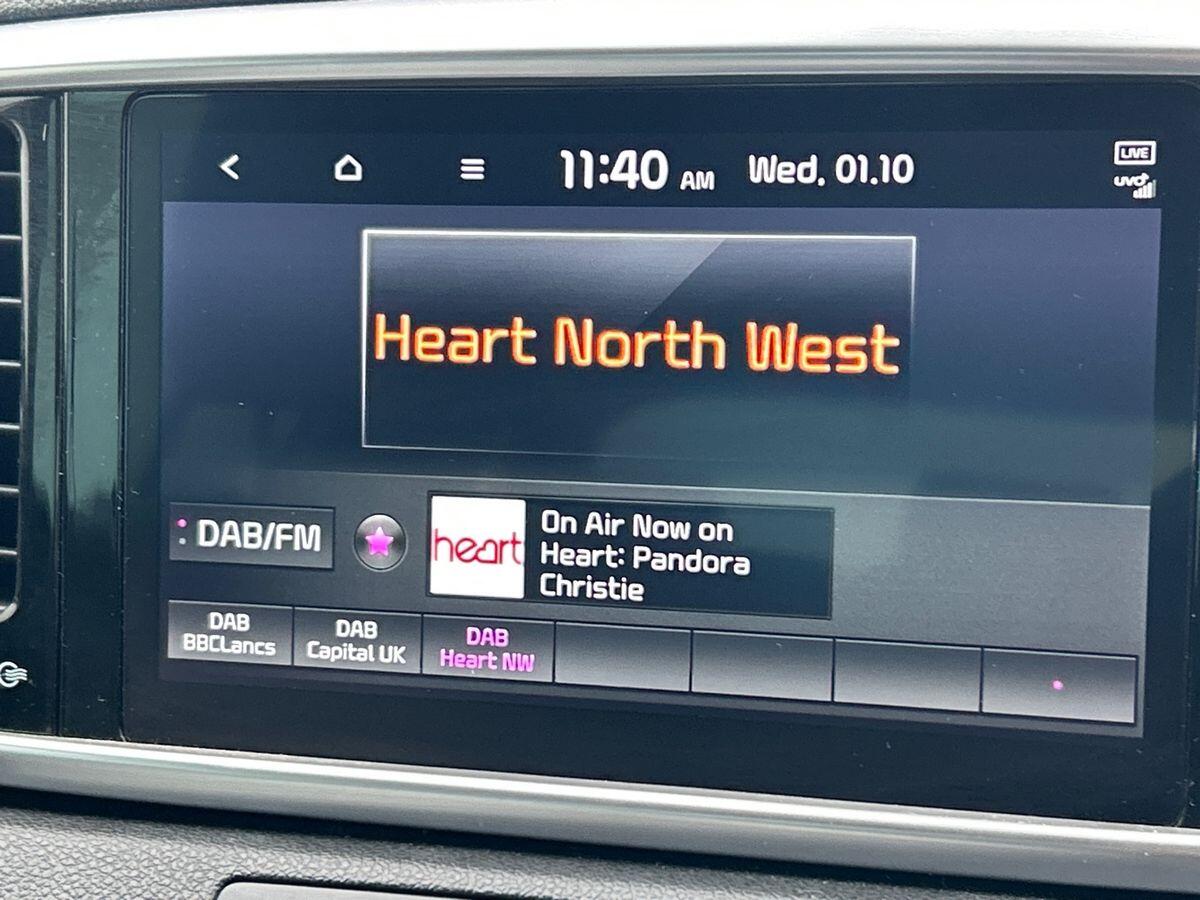 11:40 AM Wed. 01.10
LIVE
UVO
Heart North West
DAB/FM
heart
On Air Now on
Heart: Pandora
Christie
DAB
BBCLancs
DAB
Capital UK
DAB
Heart NW